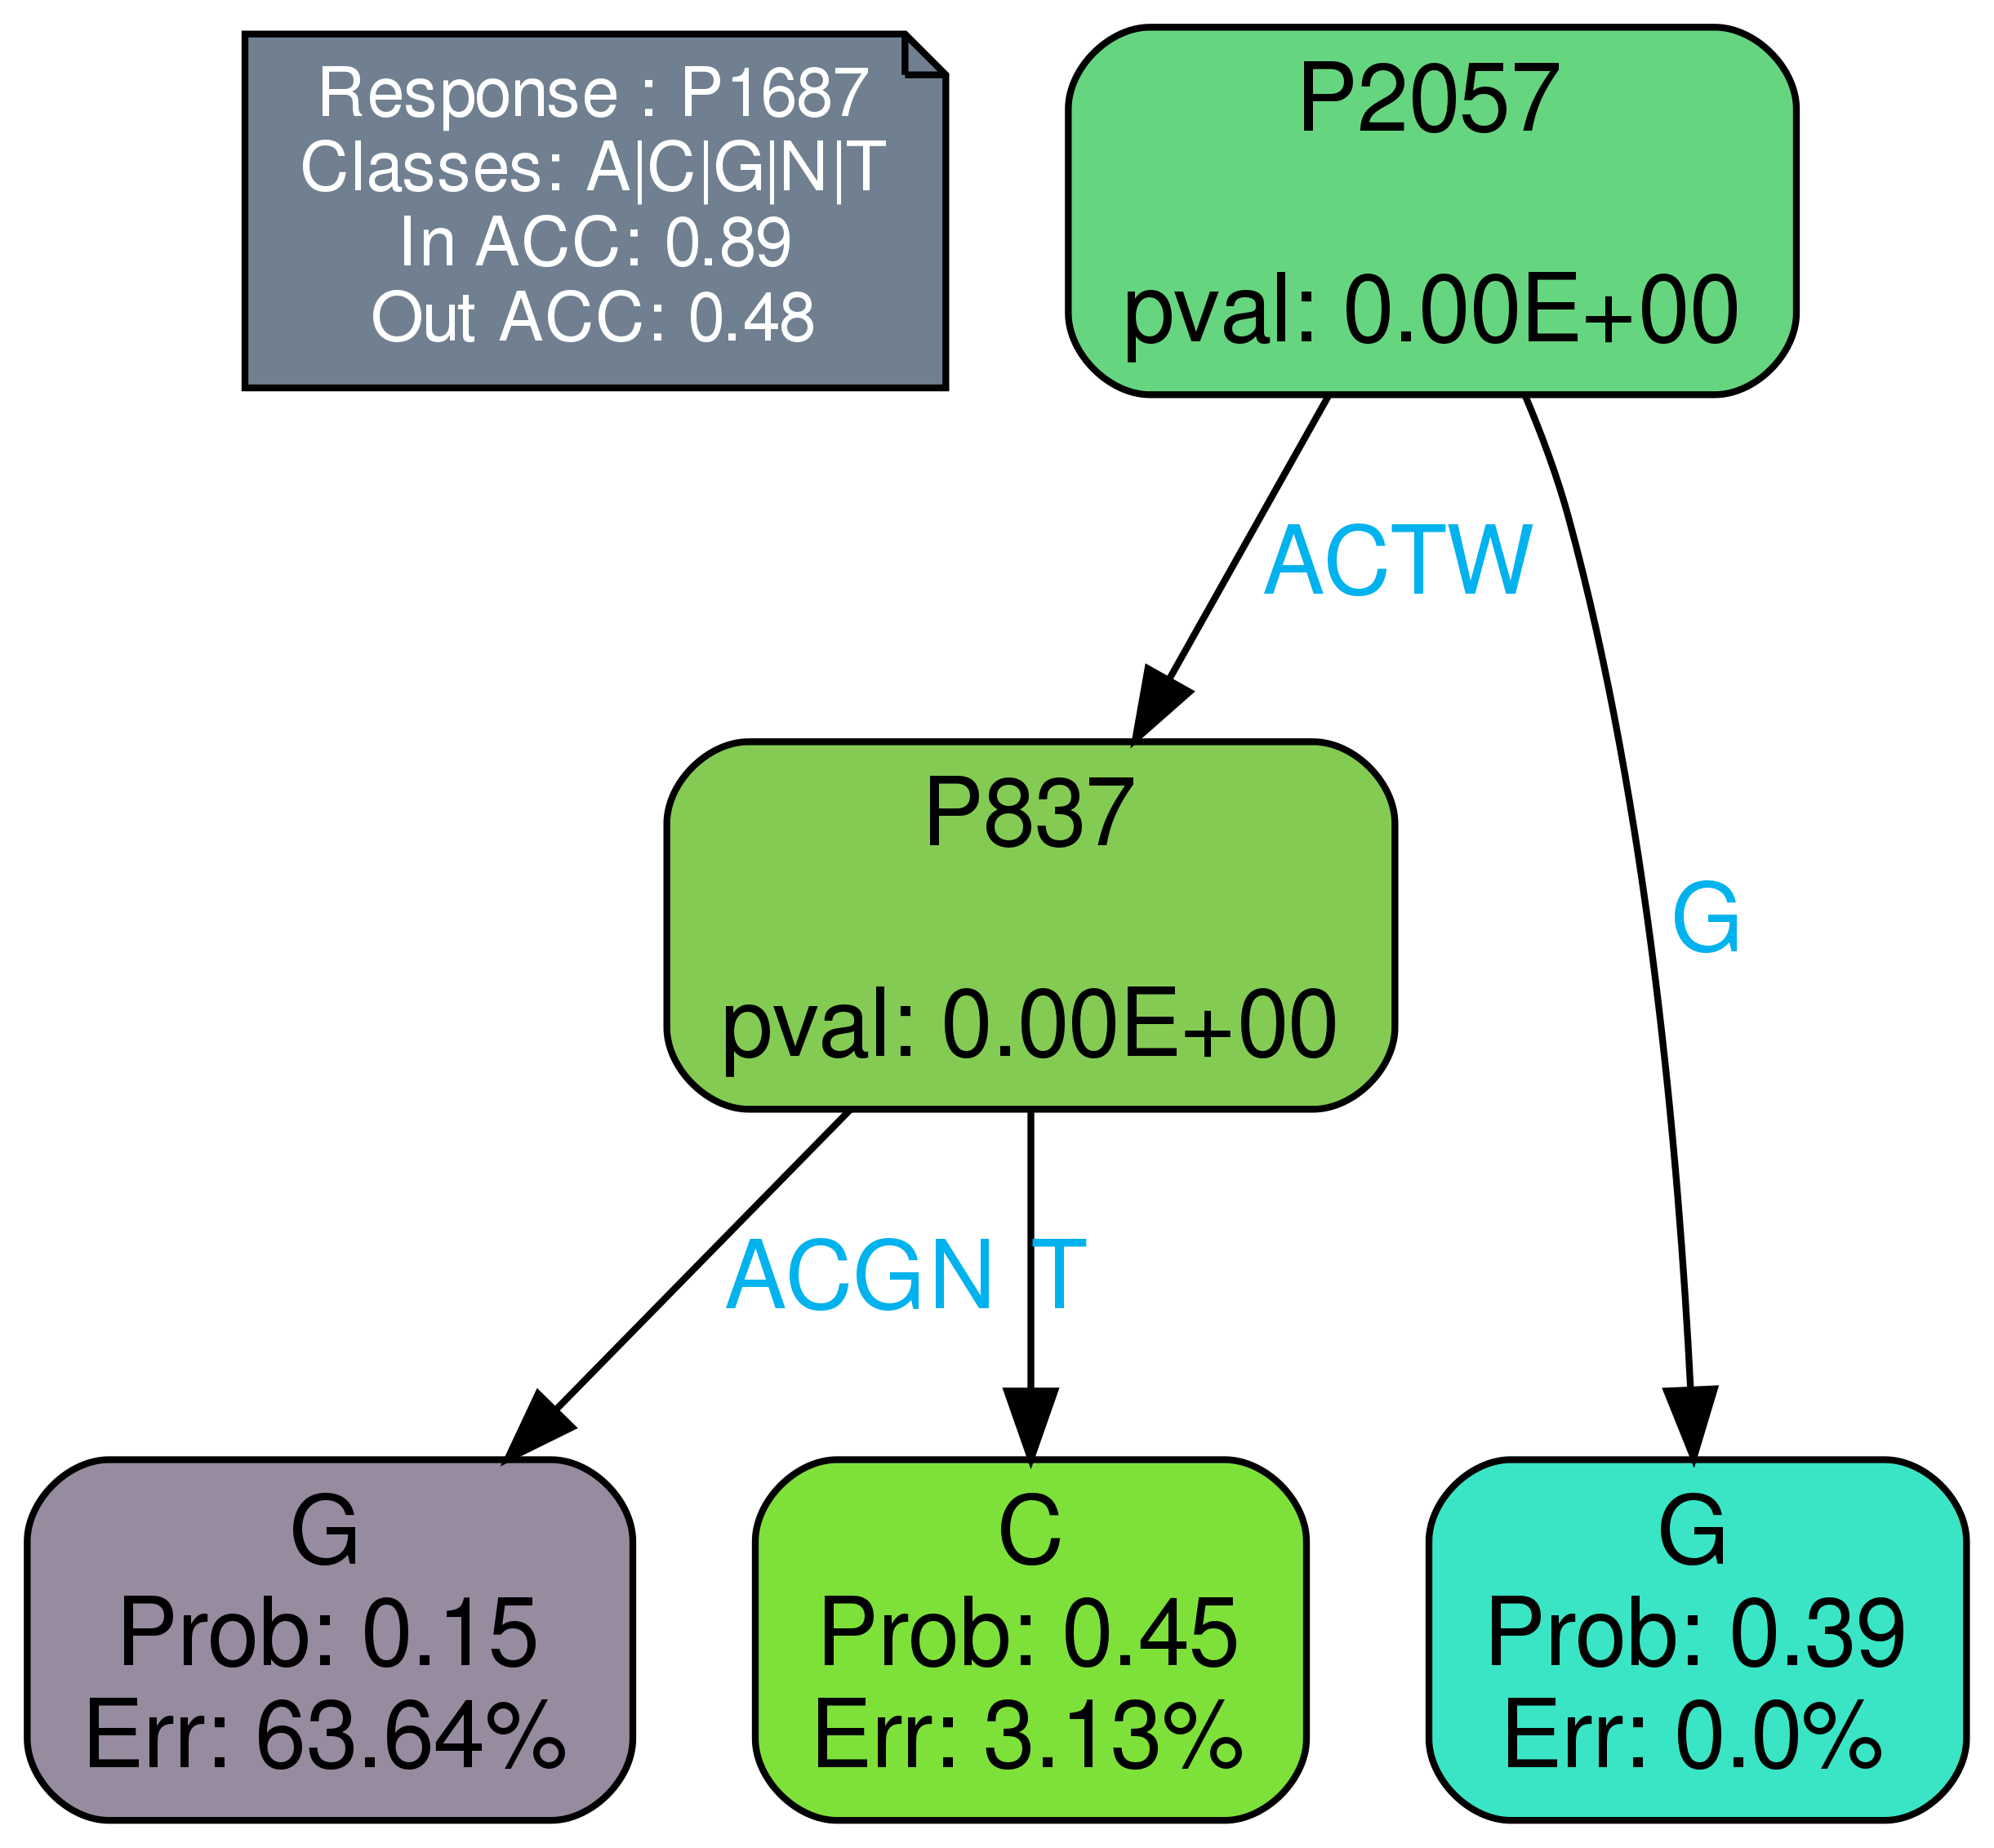 Response : P1687
Classes: A|C|G|N|T
In ACC: 0.89
Out ACC: 0.48
P2057
pval: 0.00E+00
ACTW
G
P837
pval: 0.00E+00
ACGN
T
G
Prob: 0.15
Err: 63.64%
C
Prob: 0.45
Err: 3.13%
G
Prob: 0.39
Err: 0.0%